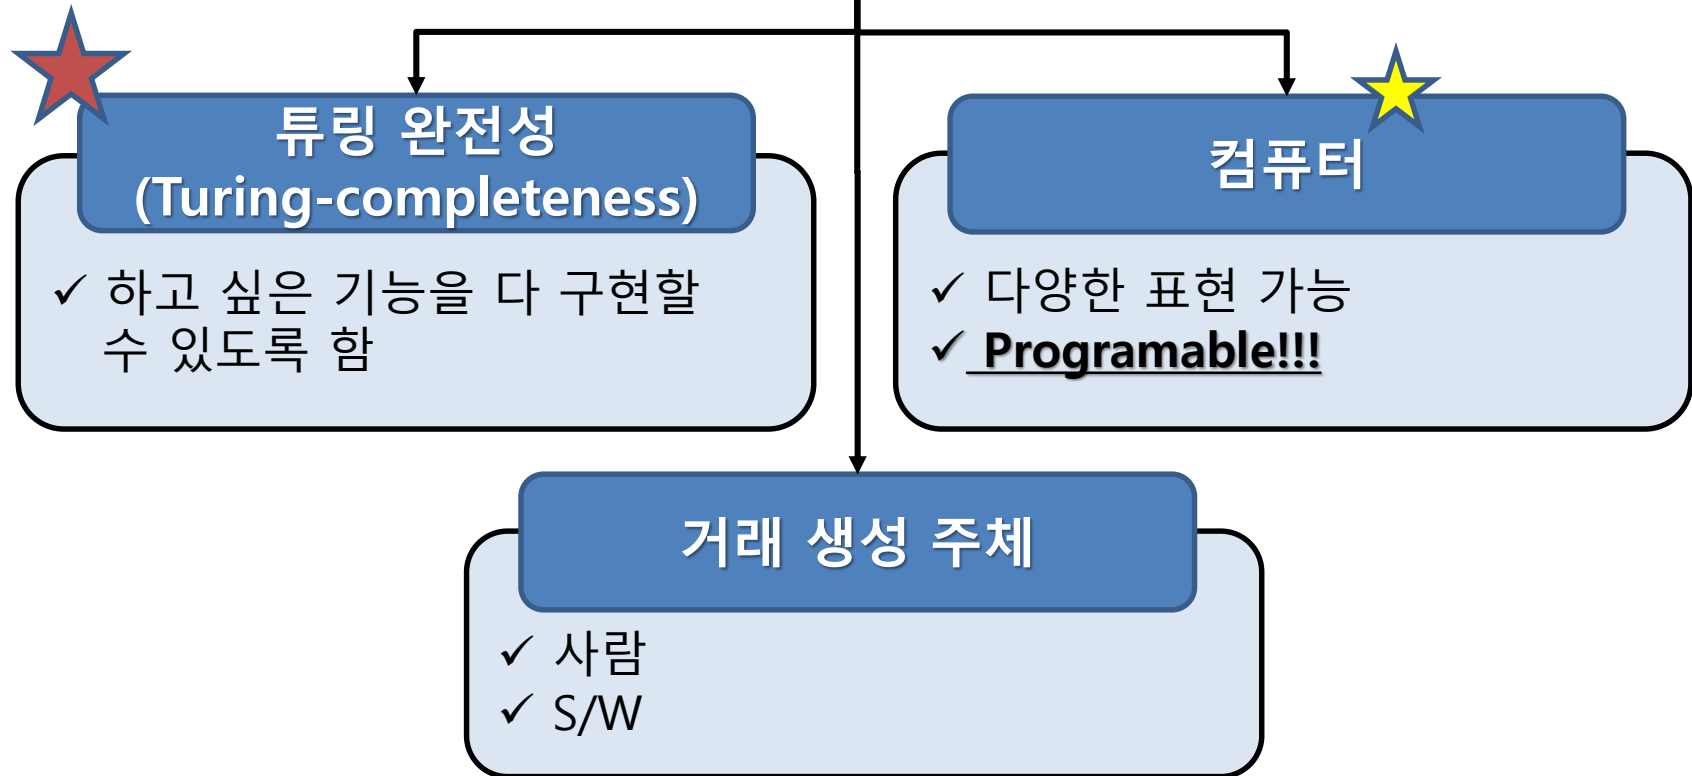 튜링 완전성
(Turing-completeness)
✓ 하고 싶은 기능을 다 구현할
수 있도록 함
컴퓨터
✓ 다양한 표현 가능
✓ Programable!!!
거래 생성 주체
✓ 사람
✓ S/W